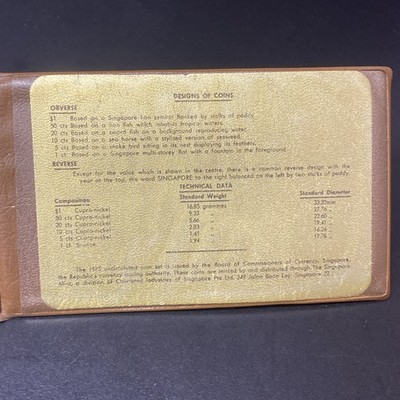 DESIGNS OF COINS
OBVERSE
$1 Based on a Singapore lion symbol flanked by stalks of paddy.
50 cts Based on a lion fish which inhabits tropic waters.
20 cts Based on a sword fish on a background reproducing water.
10 cts Based on a sea horse with a stylised version of seaweed.
5 cts Based on a snake bird sitting in its nest displaying its feathers.
1 ct Based on Singapore multi-storey flat with a fountain in the foreground.
REVERSE
Except for the value which is shown in the centre, there is a common reverse design with the
year on the top, the word SINGAPORE to the right balanced on the left by two stalks of paddy.
TECHNICAL DATA
Composition Standard Weight Standard Diameter
$1 Cupro-nickel 16.85 grammes 33.32mm
50 cts Cupro-nickel 9.33 " 27.76 "
20 cts Cupro-nickel 5.66 " 23.60 "
10 cts Cupro-nickel 2.83 " 19.41 "
5 cts Cupro-nickel 1.41 " 16.26 "
1 ct Bronze 1.94 " 17.78 "
The 1975 uncirculated coin set is issued by the Board of Commissioners of Currency, Singapore,
the Republic's currency issuing authority. These coins are minted by and distributed through The Singapore
Mint, a division of Chartered Industries of Singapore Pte Ltd, 249 Jalan Boon Lay, Singapore 22.